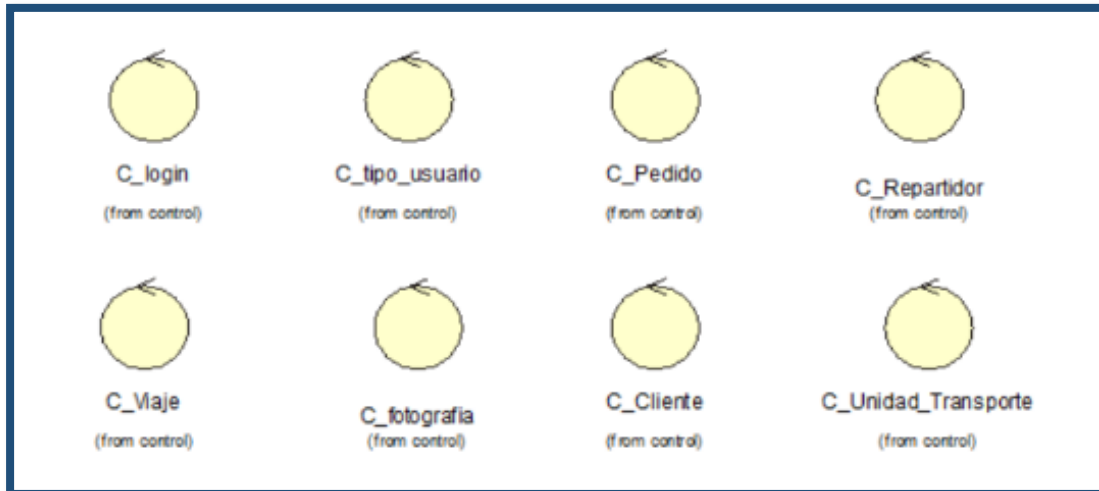 C_login
(from control)
C_tipo_usuario
(from control)
C_Pedido
(from control)
C_Repartidor
(from control)
C_Viaje
(from control)
C_fotografia
(from control)
C_Cliente
(from control)
C_Unidad_Transporte
(from control)